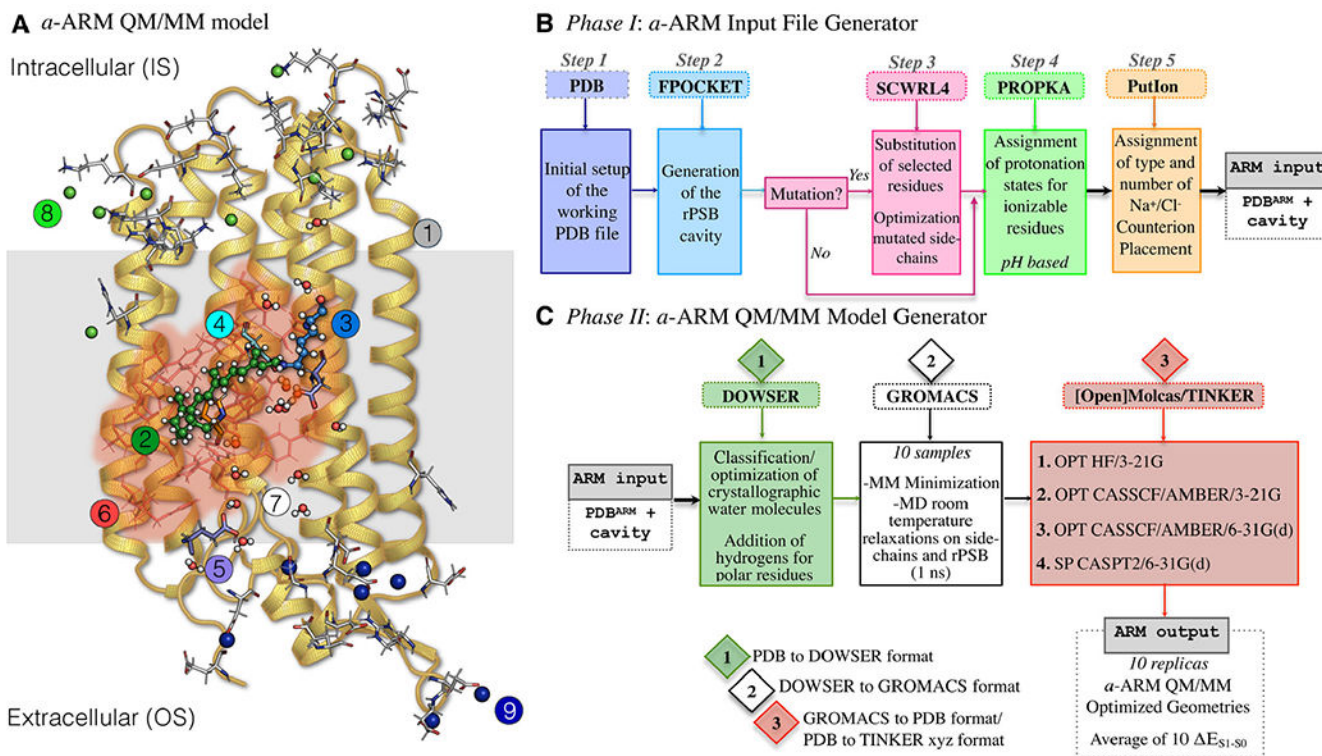 A a-ARM QM/MM model
Intracellular (IS)
8
1
4
3
2
6
7
5
9
Extracellular (OS)
B Phase I: a-ARM Input File Generator
Step 1
PDB
Initial setup
of the
working
PDB file
Step 2
FPOCKET
Generation
of the
rPSB
cavity
Mutation?
Yes
No
Step 3
SCWRL4
Substitution
of selected
residues
Optimization
mutated side-
chains
Step 4
PROPKA
Assignment
of protonation
states for
ionizable
residues
pH based
Step 5
PutIon
Assignment
of type and
number of
Na+/Cl-
Counterion
Placement
ARM input
PDBARM +
cavity
C Phase II: a-ARM QM/MM Model Generator
ARM input
PDBARM +
cavity
1
DOWSER
Classification/
optimization of
crystallographic
water molecules
Addition of
hydrogens for
polar residues
2
GROMACS
10 samples
-MM Minimization
-MD room
temperature
relaxations on side-
chains and rPSB
(1 ns)
3
[Open]Molcas/TINKER
1. OPT HF/3-21G
2. OPT CASSCF/AMBER/3-21G
3. OPT CASSCF/AMBER/6-31G(d)
4. SP CASPT2/6-31G(d)
ARM output
10 replicas
a-ARM QM/MM
Optimized Geometries
Average of 10 ΔES1-S0
1 PDB to DOWSER format
2 DOWSER to GROMACS format
3 GROMACS to PDB format/
PDB to TINKER xyz format